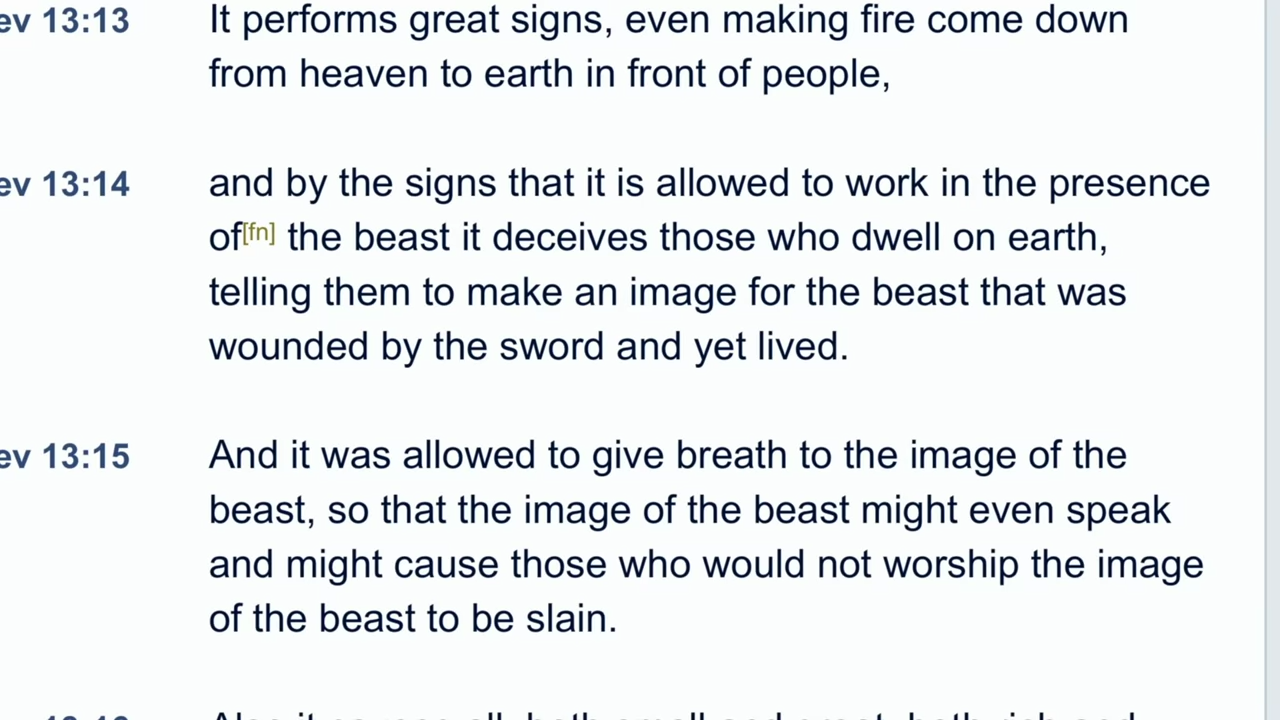 ev 13:13 It performs great signs, even making fire come down
from heaven to earth in front of people,
ev 13:14 and by the signs that it is allowed to work in the presence
of[fn] the beast it deceives those who dwell on earth,
telling them to make an image for the beast that was
wounded by the sword and yet lived.
ev 13:15 And it was allowed to give breath to the image of the
beast, so that the image of the beast might even speak
and might cause those who would not worship the image
of the beast to be slain.